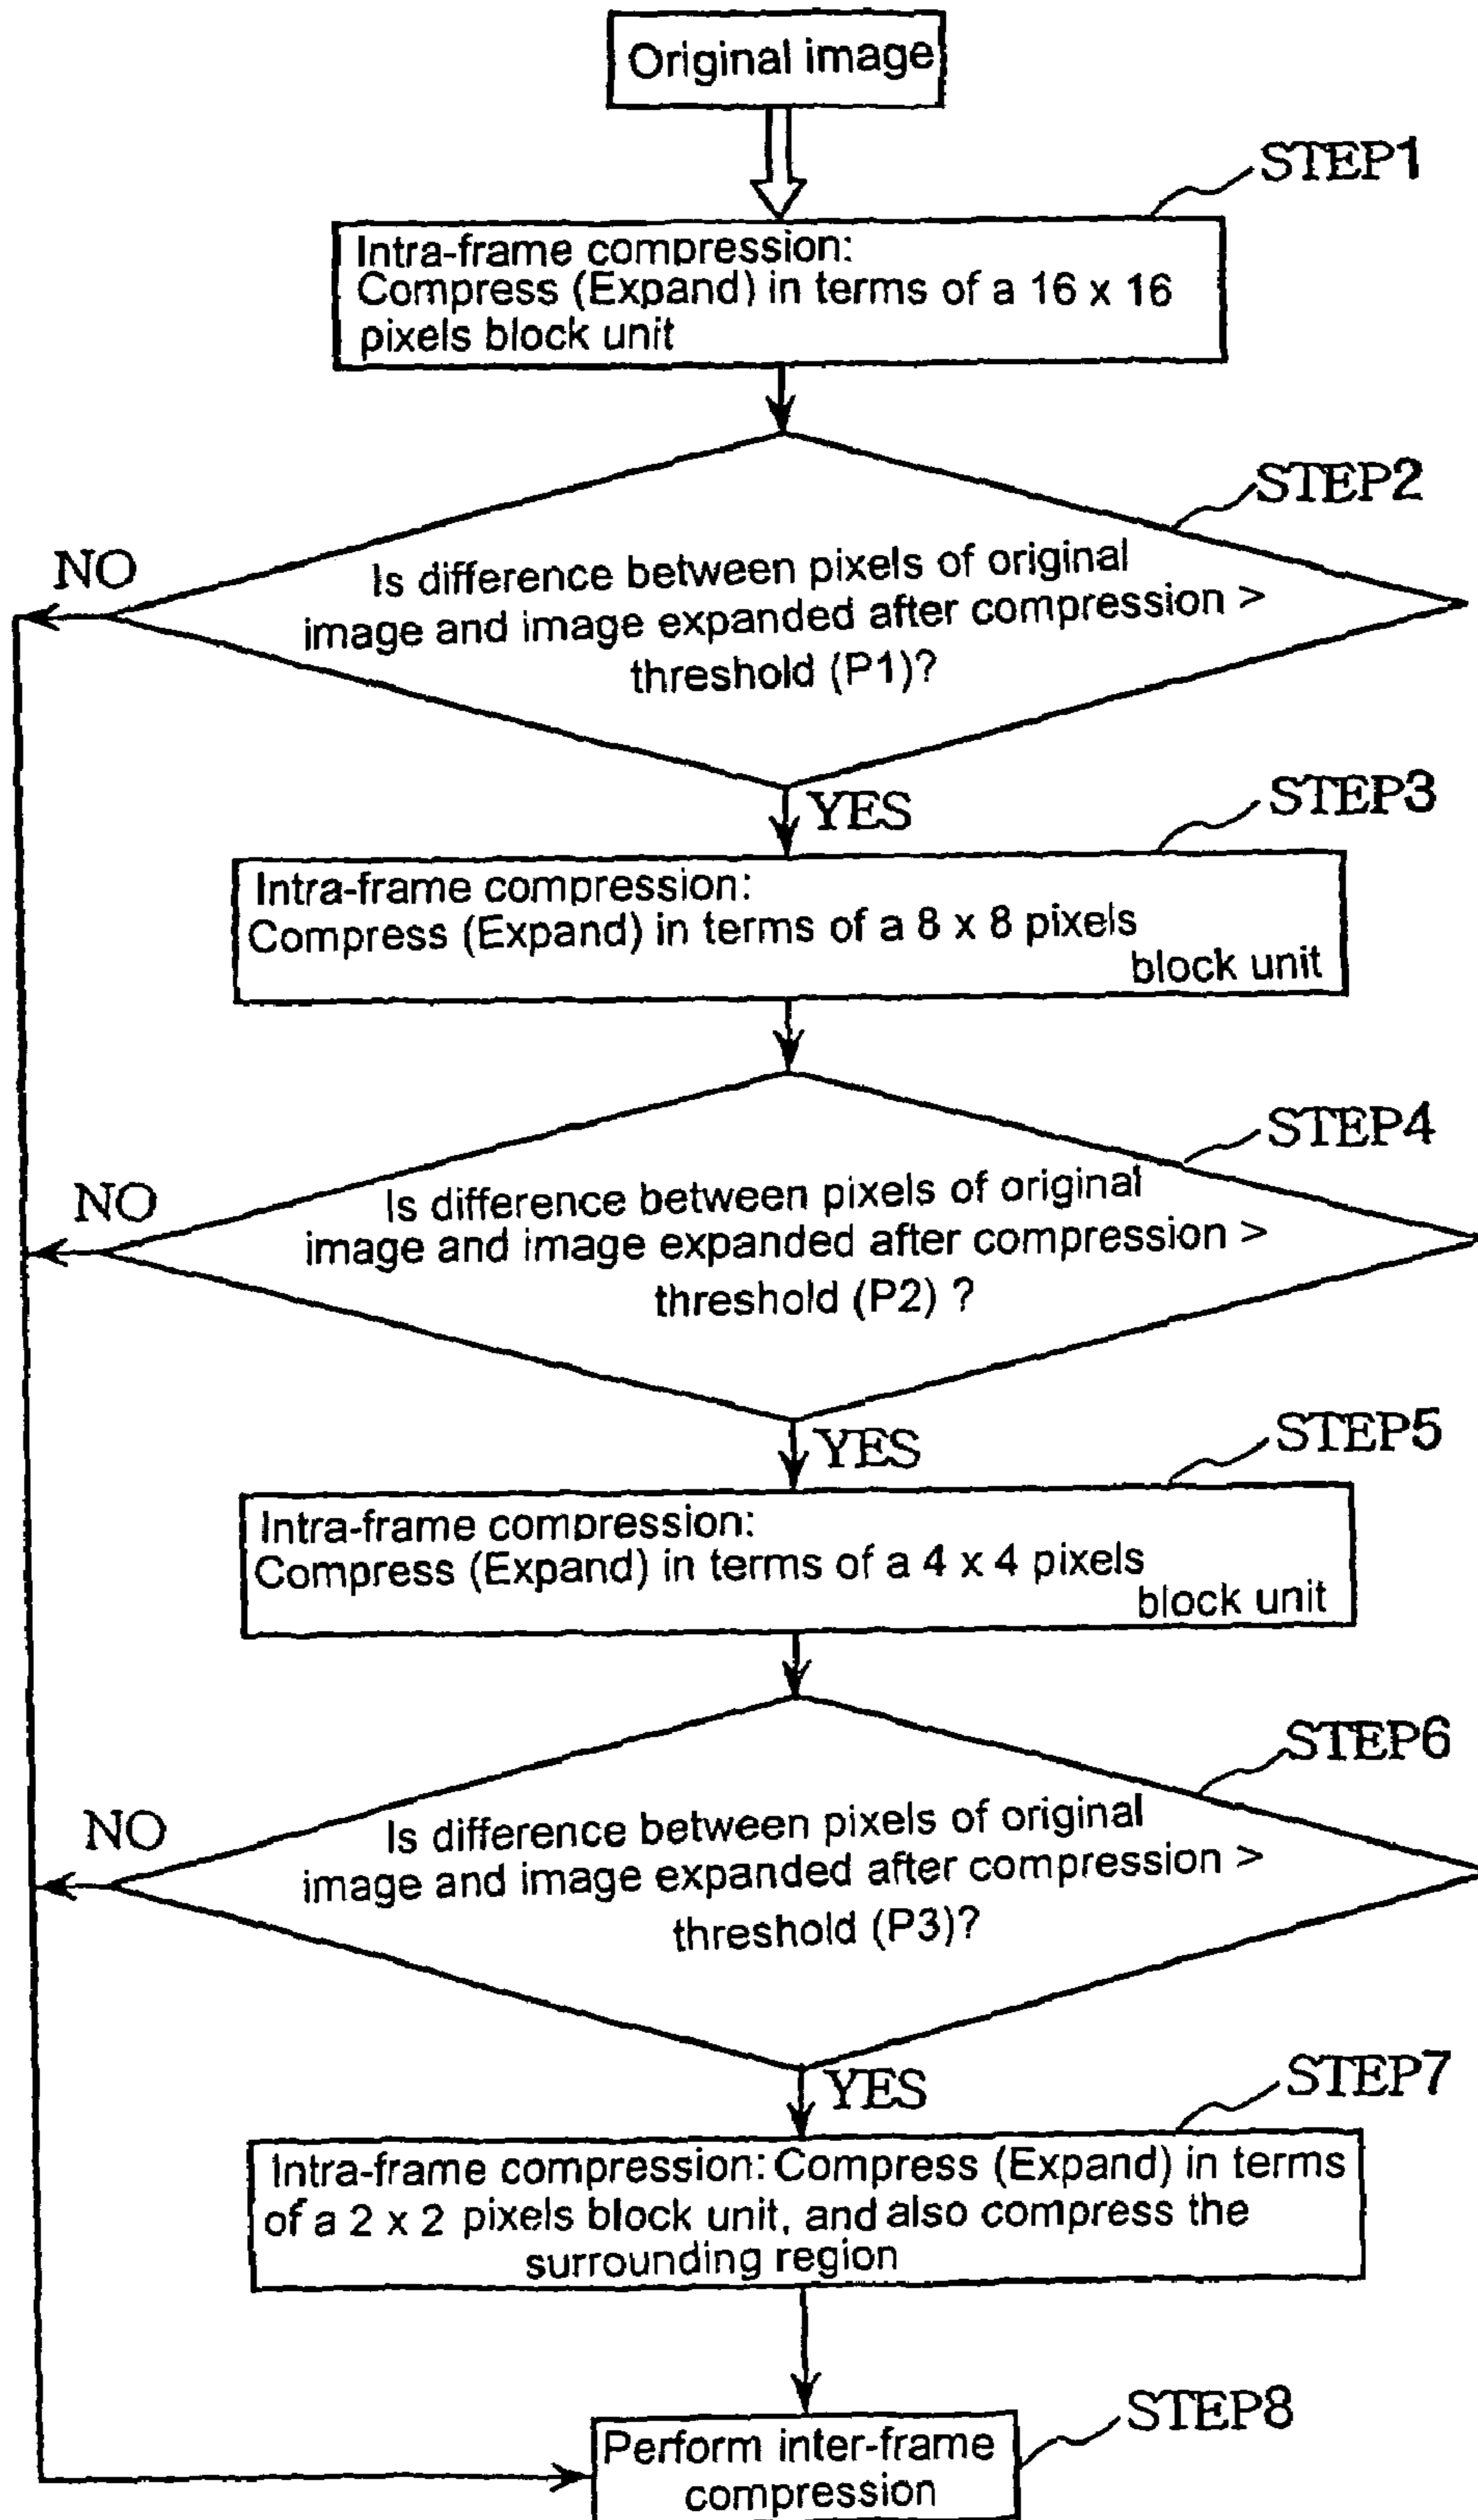 Original image
STEP1
Intra-frame compression:
Compress (Expand) in terms of a 16 x 16
pixels block unit
STEP2
NO
Is difference between pixels of original
image and image expanded after compression >
threshold (P1)?
YES
STEP3
Intra-frame compression:
Compress (Expand) in terms of a 8 x 8 pixels
block unit
STEP4
NO
Is difference between pixels of original
image and image expanded after compression >
threshold (P2) ?
YES
STEP5
Intra-frame compression:
Compress (Expand) in terms of a 4 x 4 pixels
block unit
STEP6
NO
Is difference between pixels of original
image and image expanded after compression >
threshold (P3)?
YES
STEP7
Intra-frame compression: Compress (Expand) in terms
of a 2 x 2 pixels block unit, and also compress the
surrounding region
STEP8
Perform inter-frame
compression